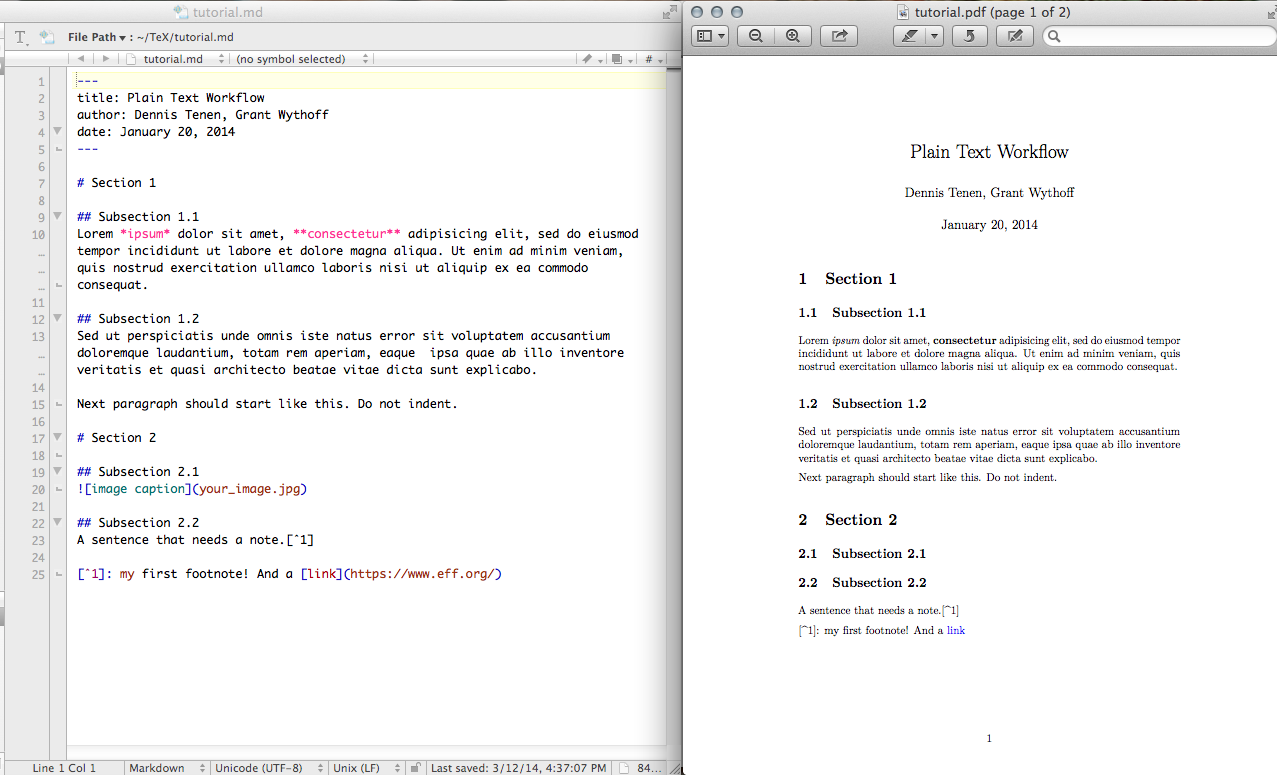 tutorial.md
File Path ▾ : ~/TeX/tutorial.md
tutorial.md (no symbol selected) #
1 ---
2 title: Plain Text Workflow
3 author: Dennis Tenen, Grant Wythoff
4 date: January 20, 2014
5 ---
6
7 # Section 1
8
9 ## Subsection 1.1
10 Lorem *ipsum* dolor sit amet, **consectetur** adipisicing elit, sed do eiusmod
… tempor incididunt ut labore et dolore magna aliqua. Ut enim ad minim veniam,
… quis nostrud exercitation ullamco laboris nisi ut aliquip ex ea commodo
… consequat.
11
12 ## Subsection 1.2
13 Sed ut perspiciatis unde omnis iste natus error sit voluptatem accusantium
… doloremque laudantium, totam rem aperiam, eaque  ipsa quae ab illo inventore
… veritatis et quasi architecto beatae vitae dicta sunt explicabo.
14
15 Next paragraph should start like this. Do not indent.
16
17 # Section 2
18
19 ## Subsection 2.1
20 ![image caption](your_image.jpg)
21
22 ## Subsection 2.2
23 A sentence that needs a note.[^1]
24
25 [^1]: my first footnote! And a [link](https://www.eff.org/)
Line 1 Col 1 Markdown Unicode (UTF-8) Unix (LF) Last saved: 3/12/14, 4:37:07 PM 84…
tutorial.pdf (page 1 of 2)
Plain Text Workflow
Dennis Tenen, Grant Wythoff
January 20, 2014
1 Section 1
1.1 Subsection 1.1
Lorem ipsum dolor sit amet, consectetur adipisicing elit, sed do eiusmod tempor
incididunt ut labore et dolore magna aliqua. Ut enim ad minim veniam, quis
nostrud exercitation ullamco laboris nisi ut aliquip ex ea commodo consequat.
1.2 Subsection 1.2
Sed ut perspiciatis unde omnis iste natus error sit voluptatem accusantium
doloremque laudantium, totam rem aperiam, eaque ipsa quae ab illo inventore
veritatis et quasi architecto beatae vitae dicta sunt explicabo.
Next paragraph should start like this. Do not indent.
2 Section 2
2.1 Subsection 2.1
2.2 Subsection 2.2
A sentence that needs a note.[^1]
[^1]: my first footnote! And a link
1